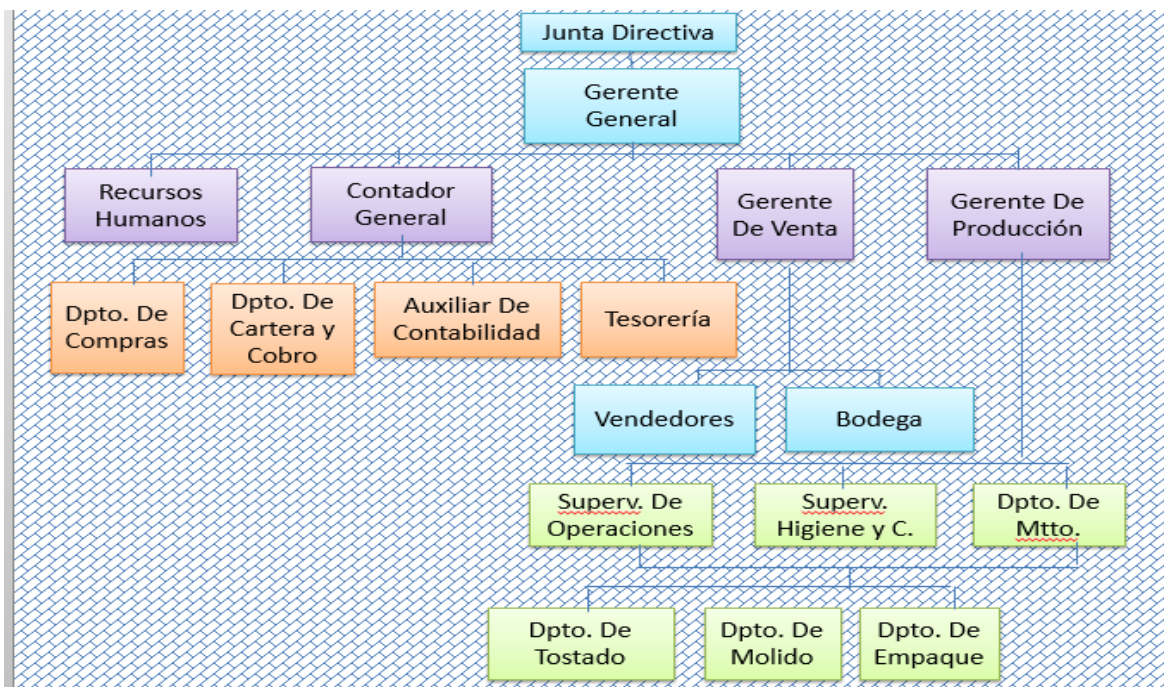 Junta Directiva
Gerente
General
Recursos
Humanos
Contador
General
Gerente
De Venta
Gerente De
Producción
Dpto. De
Compras
Dpto. De
Cartera y
Cobro
Auxiliar De
Contabilidad
Tesorería
Vendedores
Bodega
Superv. De
Operaciones
Superv.
Higiene y C.
Dpto. De
Mtto.
Dpto. De
Tostado
Dpto. De
Molido
Dpto. De
Empaque